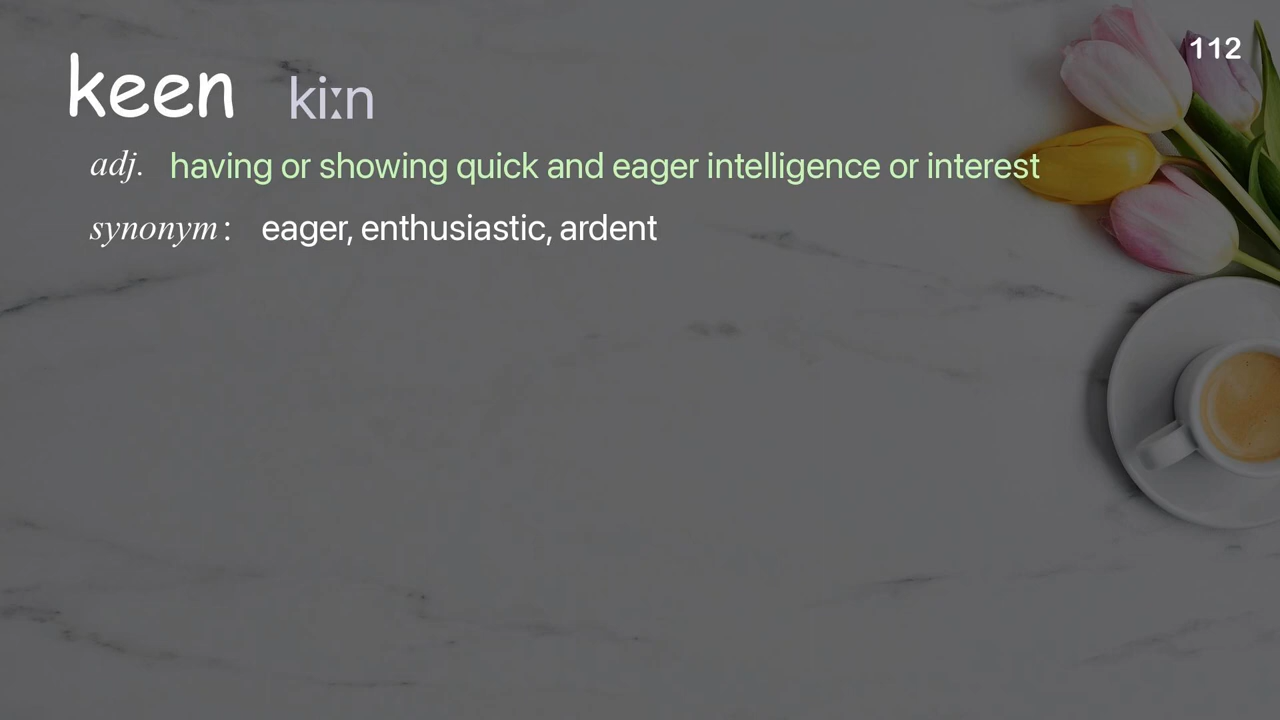 112
keen kiːn
adj. having or showing quick and eager intelligence or interest
synonym : eager, enthusiastic, ardent